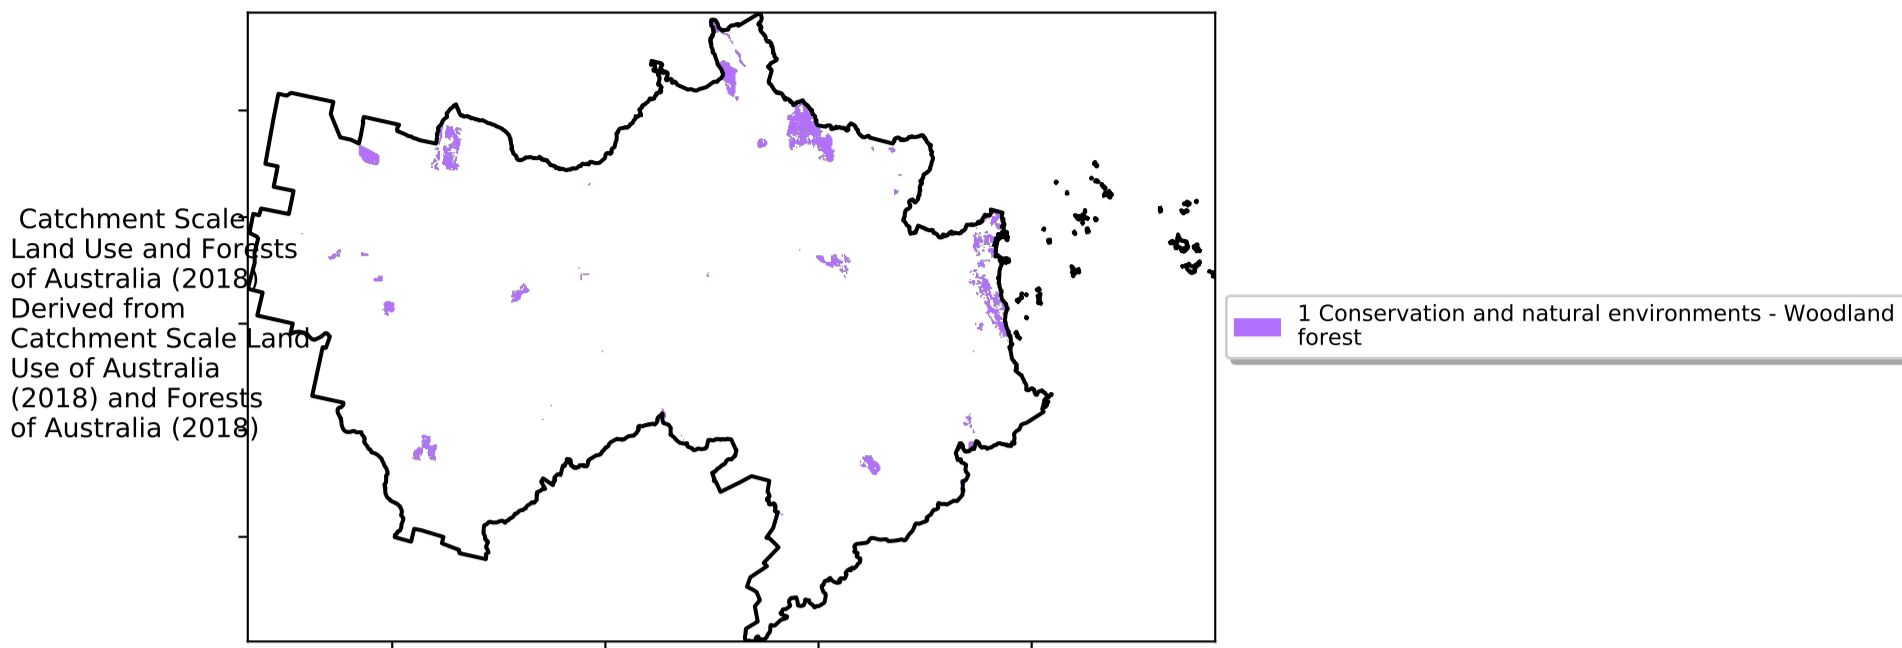 Catchment Scale
Land Use and Forests
of Australia (2018)
Derived from
Catchment Scale Land
Use of Australia
(2018) and Forests
of Australia (2018)
1 Conservation and natural environments - Woodland
forest